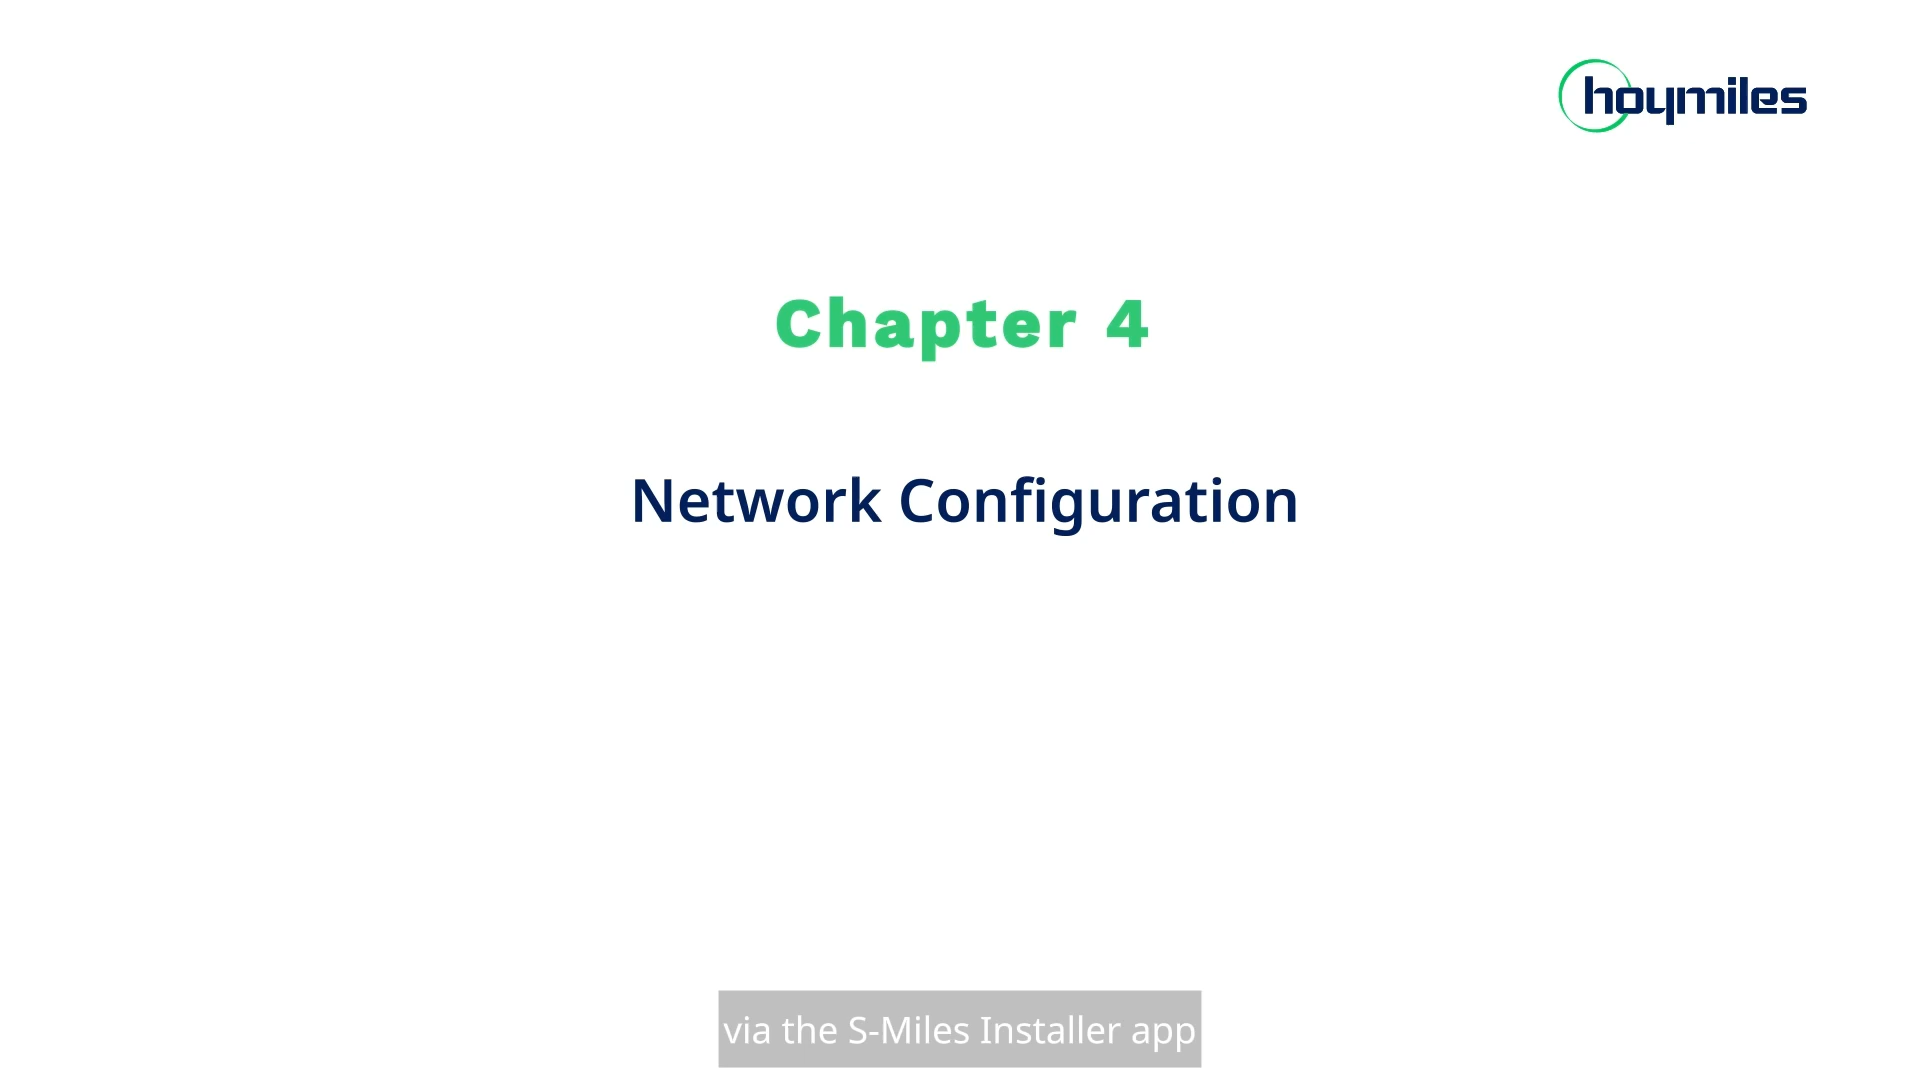 hoymiles
Chapter 4
Network Configuration
via the S-Miles Installer app